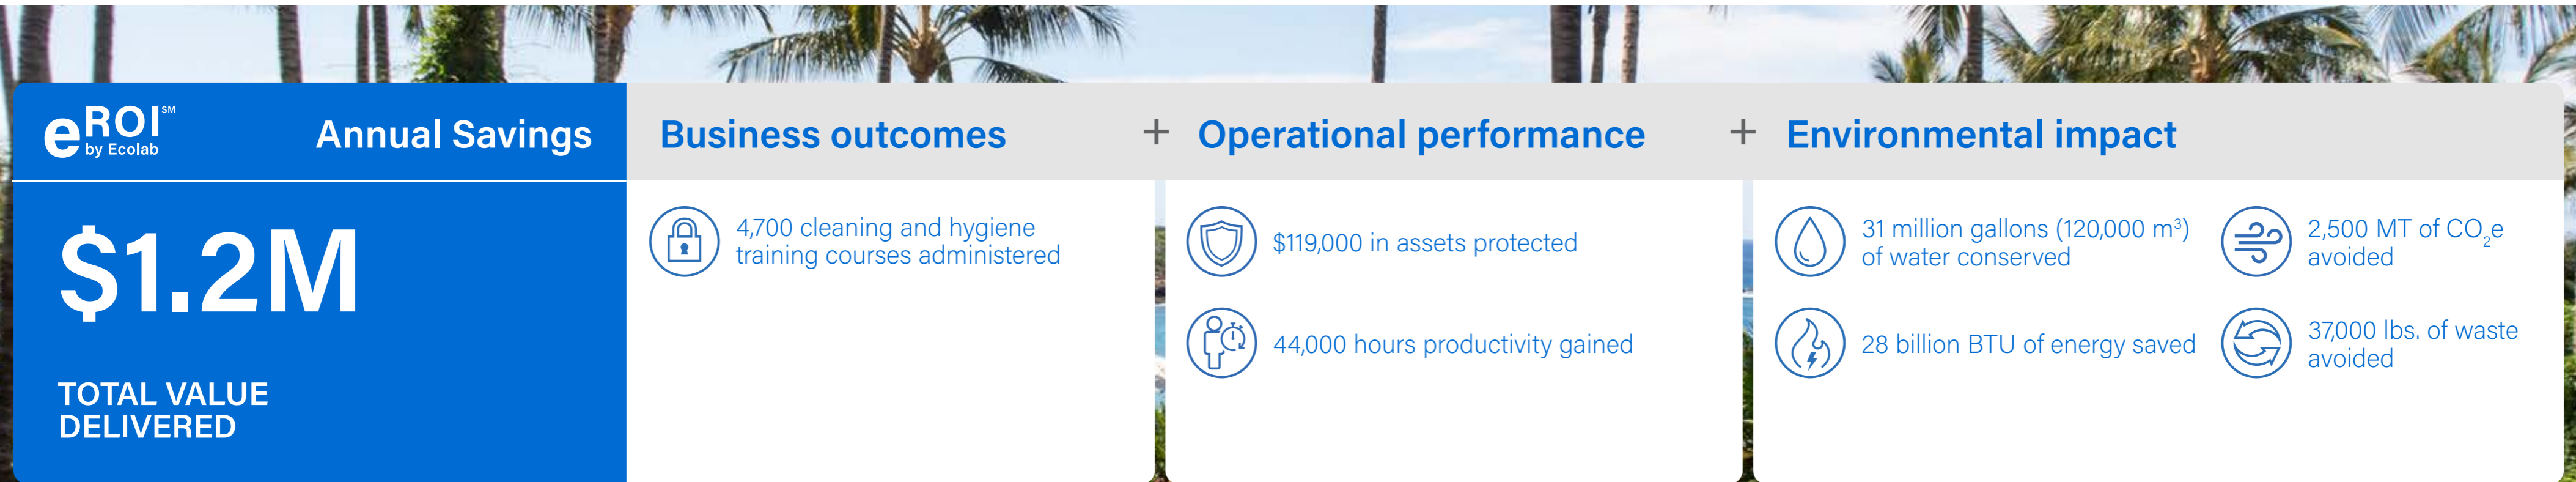 eROI℠
by Ecolab
Annual Savings
$1.2M
TOTAL VALUE
DELIVERED
Business outcomes
4,700 cleaning and hygiene
training courses administered
+
Operational performance
$119,000 in assets protected
44,000 hours productivity gained
+
Environmental impact
31 million gallons (120,000 m³)
of water conserved
28 billion BTU of energy saved
2,500 MT of CO₂e
avoided
37,000 lbs. of waste
avoided